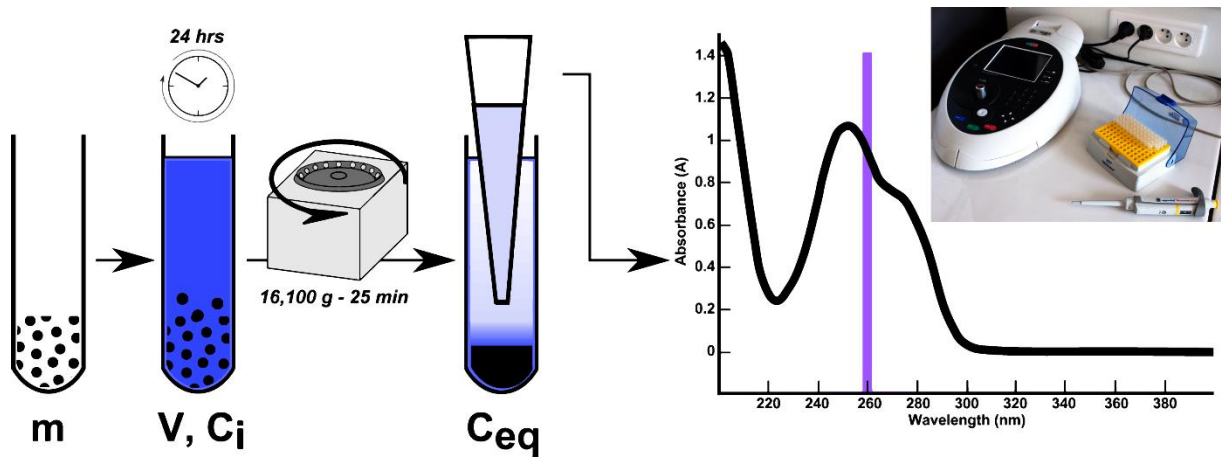 24 hrs
16,100 g - 25 min
m
V, Ci
Ceq
Absorbance (A)
1.4
1.2
1
0.8
0.6
0.4
0.2
0
220 240 260 280 300 320 340 360 380
Wavelength (nm)